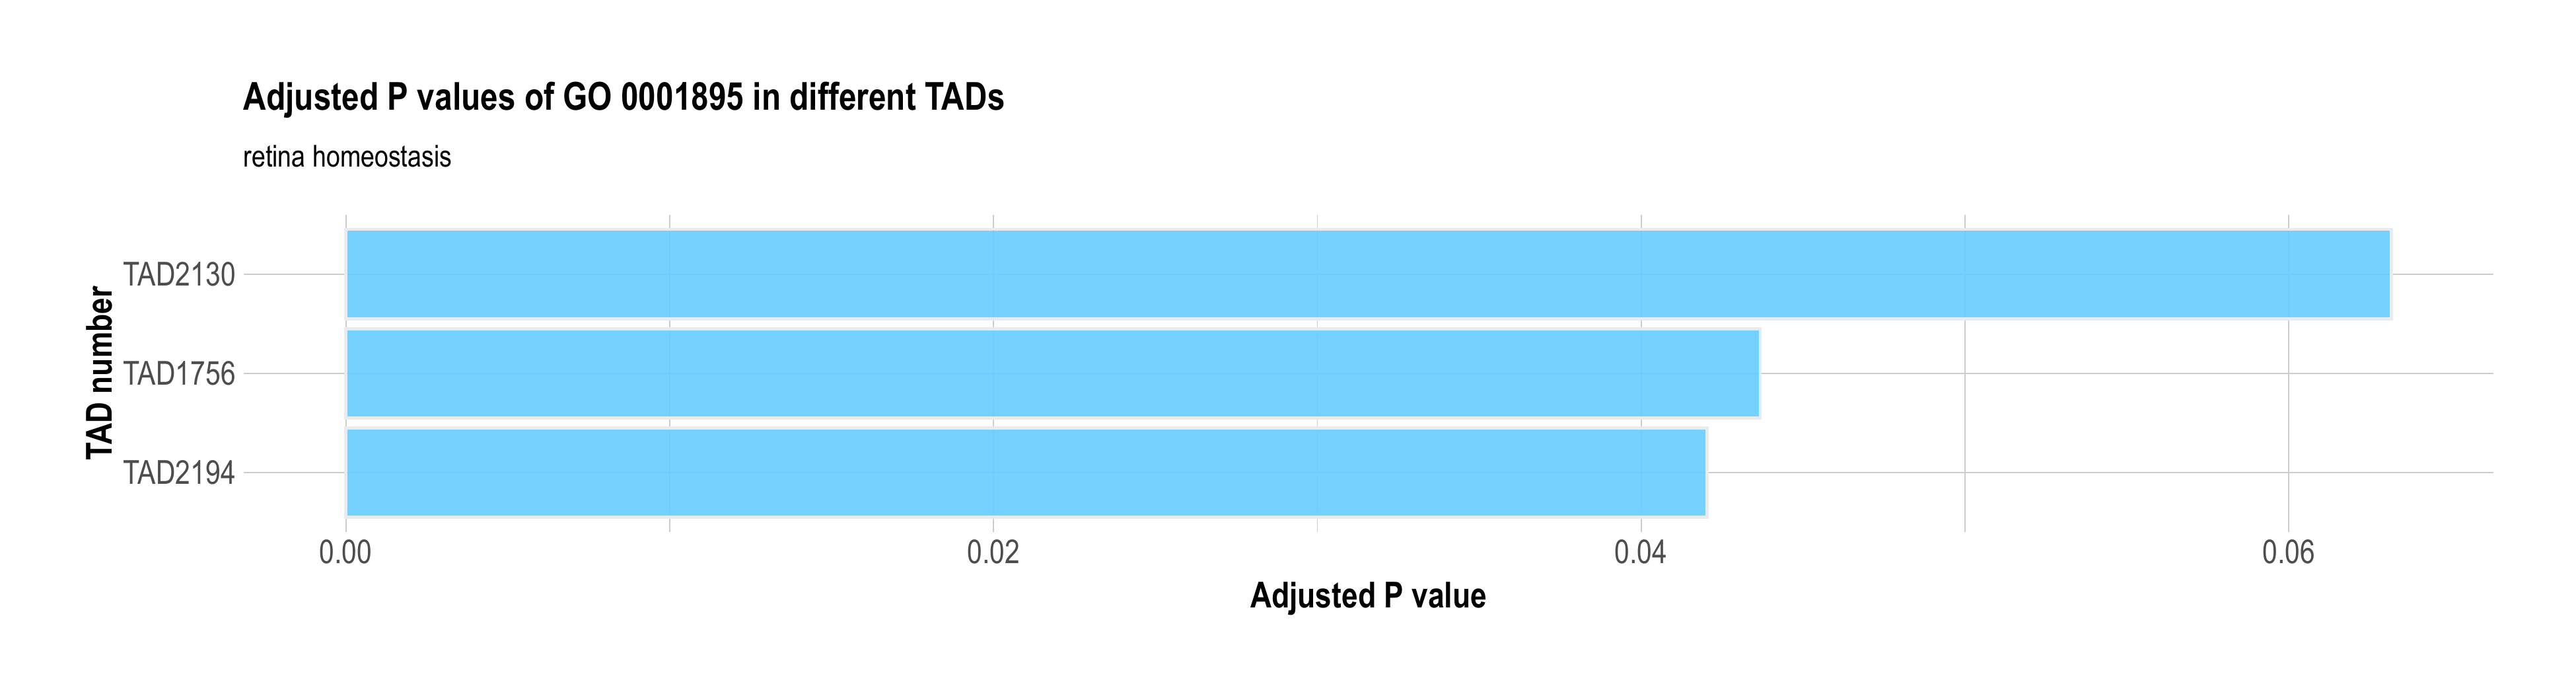 Adjusted P values of GO 0001895 in different TADs
retina homeostasis
TAD number
TAD2130
TAD1756
TAD2194
0.00 0.02 0.04 0.06
Adjusted P value